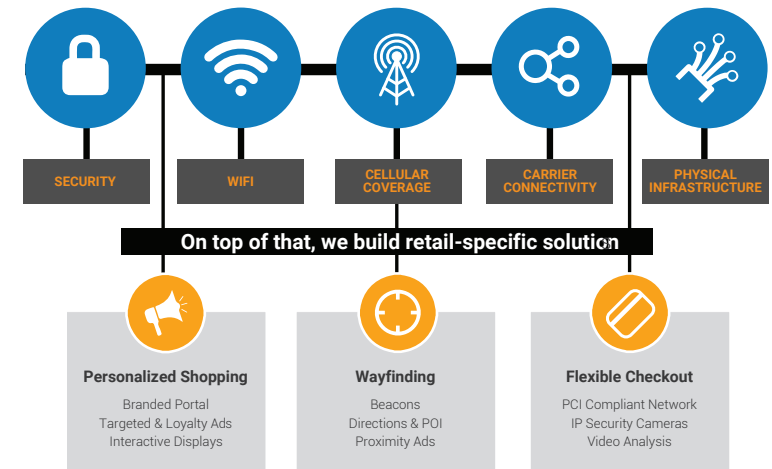 SECURITY
WIFI
CELLULAR
COVERAGE
CARRIER
CONNECTIVITY
PHYSICAL
INFRASTRUCTURE
On top of that, we build retail-specific solution
Personalized Shopping
Branded Portal
Targeted & Loyalty Ads
Interactive Displays
Wayfinding
Beacons
Directions & POI
Proximity Ads
Flexible Checkout
PCI Compliant Network
IP Security Cameras
Video Analysis